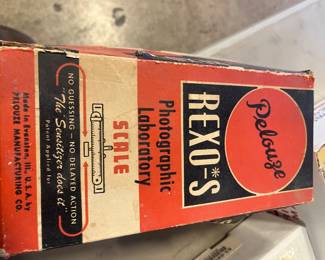 Pelouze
REXO*S
Photographic
Laboratory
SCALE
NO GUESSING - NO DELAYED ACTION
"The Sensitizer does it"
Patent Applied for
Made in Evanston, Ill., U.S.A. by
PELOUZE MANUFACTURING CO.